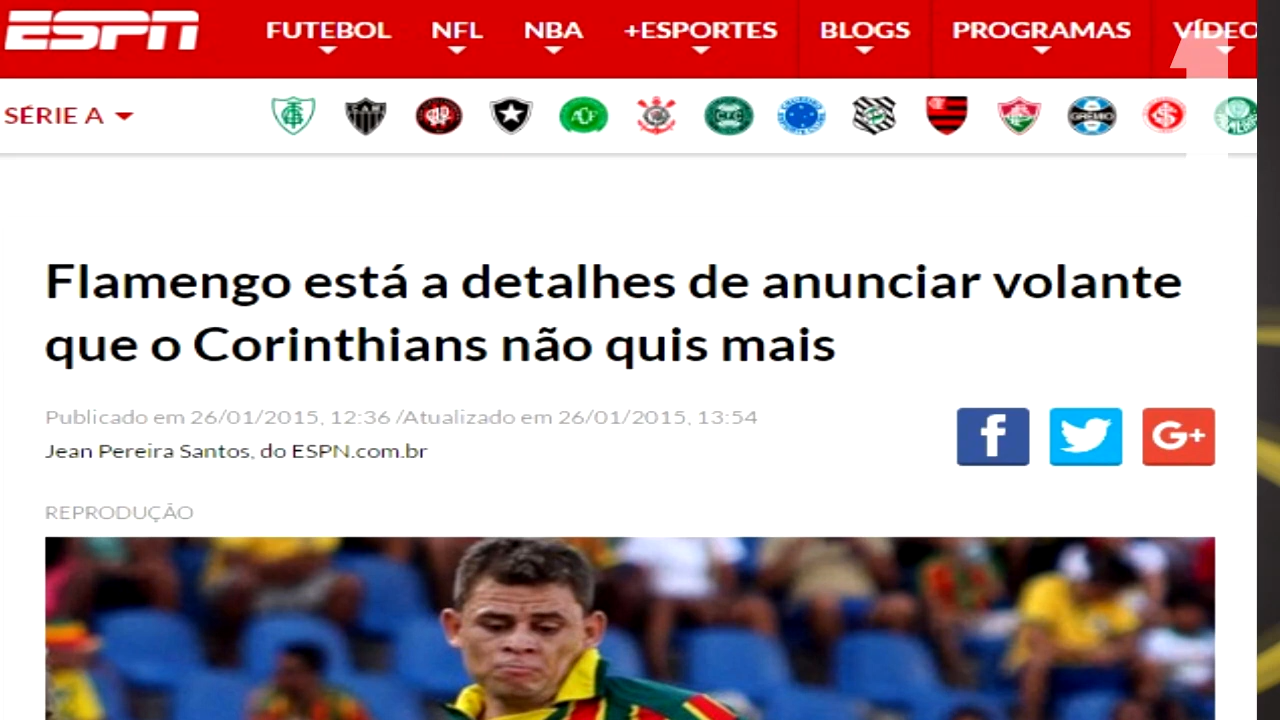 ESPN
FUTEBOL NFL NBA +ESPORTES BLOGS PROGRAMAS VÍDEO
SÉRIE A
Flamengo está a detalhes de anunciar volante
que o Corinthians não quis mais
Publicado em 26/01/2015, 12:36 /Atualizado em 26/01/2015, 13:54
Jean Pereira Santos, do ESPN.com.br
G+
REPRODUÇÃO